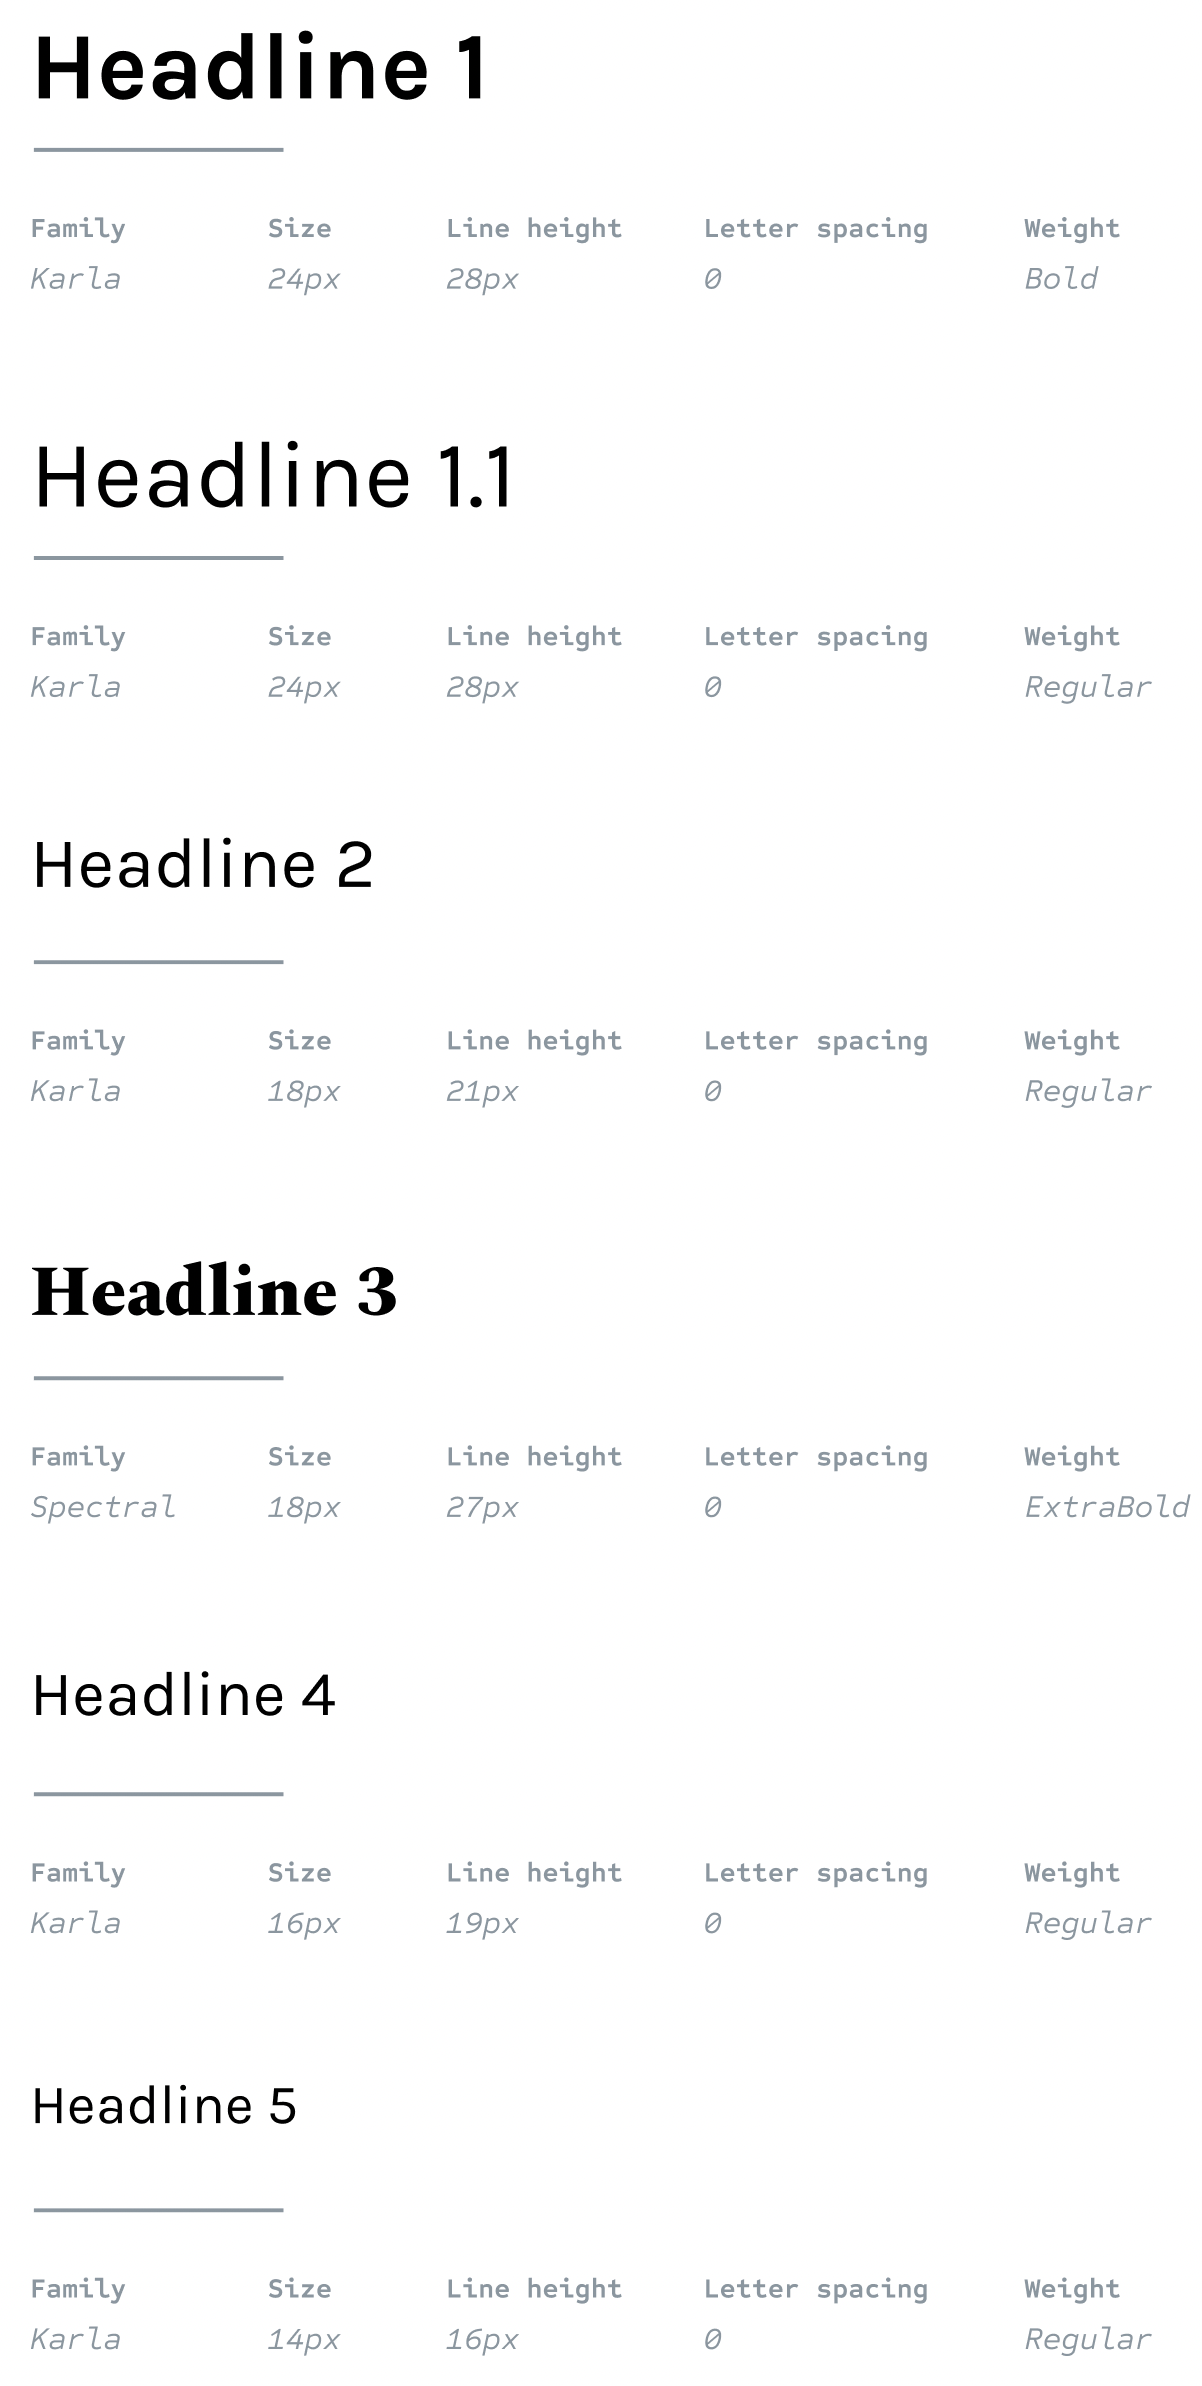 Headline 1
Family Size Line height Letter spacing Weight
Karla 24px 28px 0 Bold
Headline 1.1
Family Size Line height Letter spacing Weight
Karla 24px 28px 0 Regular
Headline 2
Family Size Line height Letter spacing Weight
Karla 18px 21px 0 Regular
Headline 3
Family Size Line height Letter spacing Weight
Spectral 18px 27px 0 ExtraBold
Headline 4
Family Size Line height Letter spacing Weight
Karla 16px 19px 0 Regular
Headline 5
Family Size Line height Letter spacing Weight
Karla 14px 16px 0 Regular